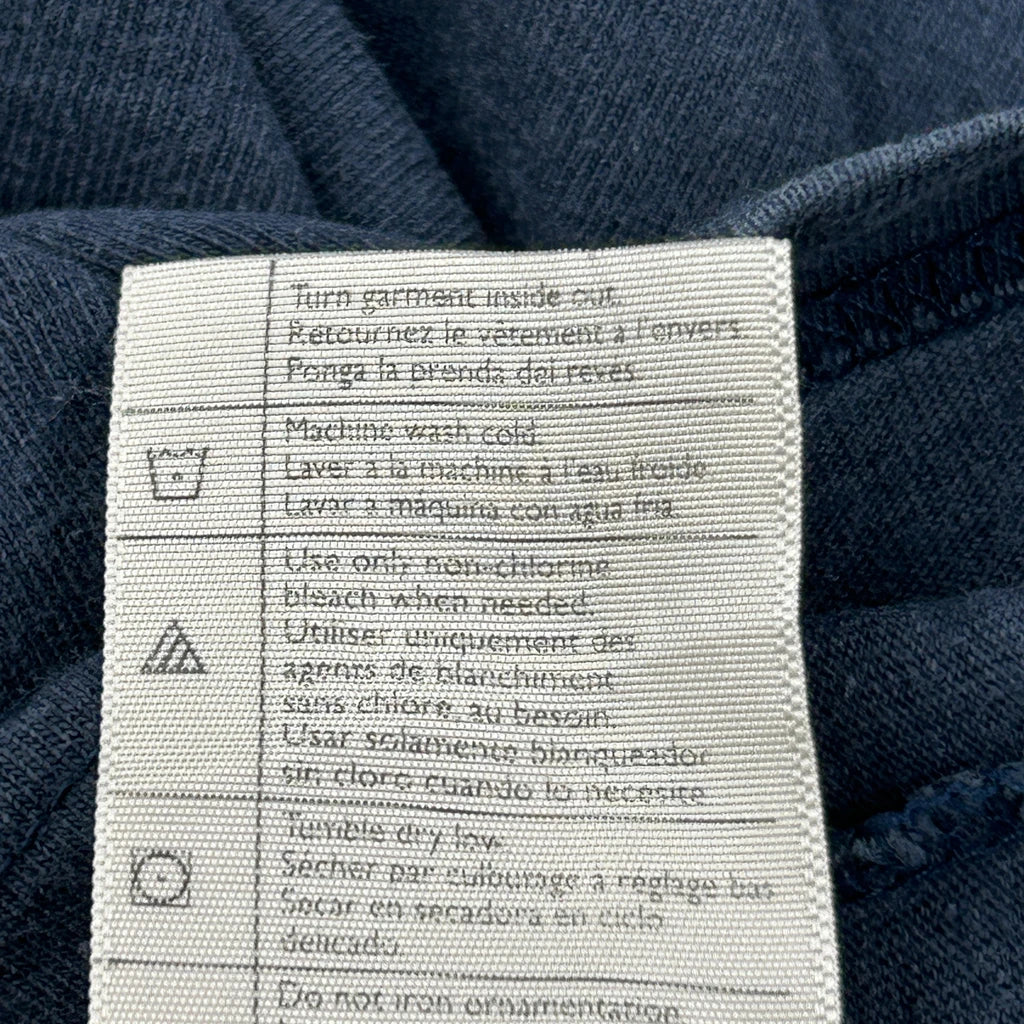 Turn garment inside out.
Retournez le vêtement à l'envers.
Ponga la prenda del revés.
Machine wash cold.
Laver à la machine à l'eau froide
Lavar a máquina con agua fría.
Use only non-chlorine
bleach when needed.
Utiliser uniquement des
agents de blanchiment
sans chlore, au besoin.
Usar solamente blanqueador
sin cloro cuando lo necesite.
Tumble dry low.
Sécher par culbutage à réglage bas
Secar en secadora en ciclo
delicado.
Do not iron ornamentation.